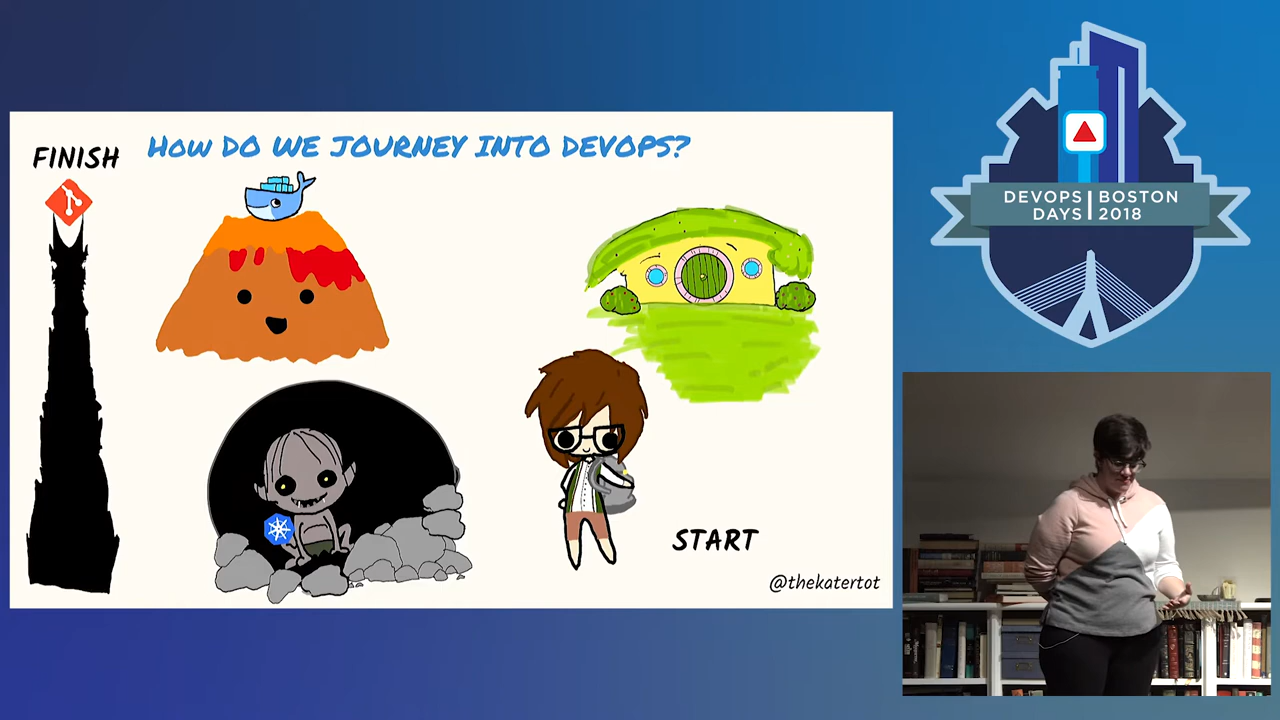 FINISH
How DO WE JOURNEY INTO DEVOPS?
START
@thekatertot
DEVOPS BOSTON
DAYS 2018